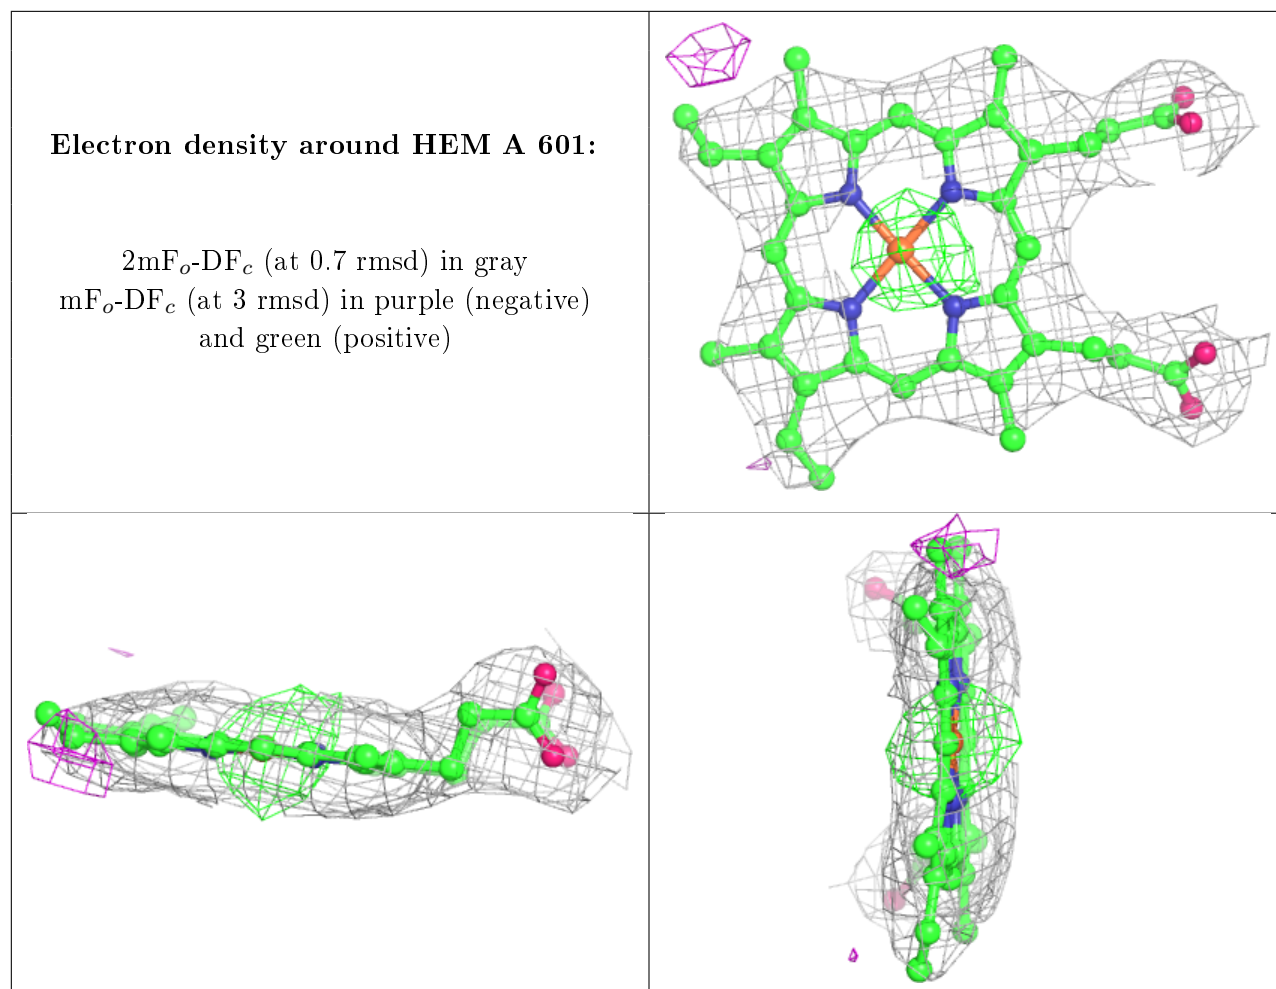 Electron density around HEM A 601:
2mFo-DFc (at 0.7 rmsd) in gray
mFo-DFc (at 3 rmsd) in purple (negative)
and green (positive)